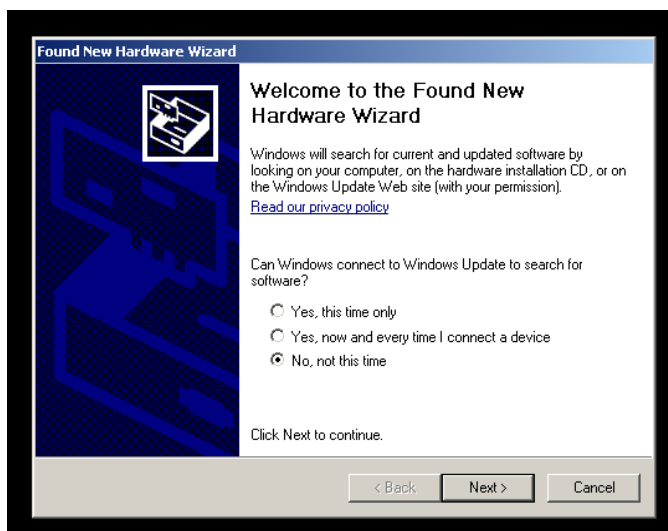 Found New Hardware Wizard
Welcome to the Found New
Hardware Wizard
Windows will search for current and updated software by
looking on your computer, on the hardware installation CD, or on
the Windows Update Web site (with your permission).
Read our privacy policy
Can Windows connect to Windows Update to search for
software?
Yes, this time only
Yes, now and every time I connect a device
No, not this time
Click Next to continue.
< Back
Next >
Cancel